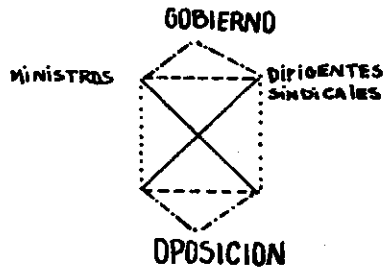 GOBIERNO
MINISTROS
DIRIGENTES
SINDICALES
OPOSICION